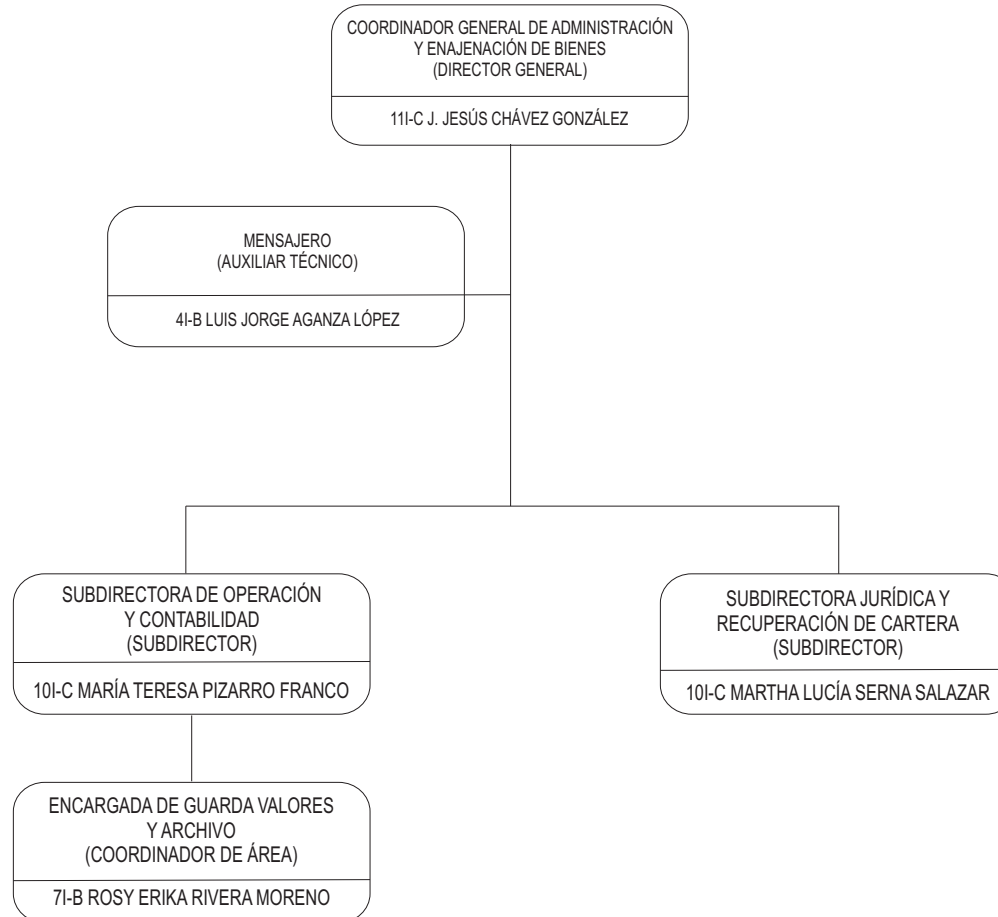 COORDINADOR GENERAL DE ADMINISTRACIÓN
Y ENAJENACIÓN DE BIENES
(DIRECTOR GENERAL)
11I-C J. JESÚS CHÁVEZ GONZÁLEZ
MENSAJERO
(AUXILIAR TÉCNICO)
4I-B LUIS JORGE AGANZA LÓPEZ
SUBDIRECTORA DE OPERACIÓN
Y CONTABILIDAD
(SUBDIRECTOR)
10I-C MARÍA TERESA PIZARRO FRANCO
SUBDIRECTORA JURÍDICA Y
RECUPERACIÓN DE CARTERA
(SUBDIRECTOR)
10I-C MARTHA LUCÍA SERNA SALAZAR
ENCARGADA DE GUARDA VALORES
Y ARCHIVO
(COORDINADOR DE ÁREA)
7I-B ROSY ERIKA RIVERA MORENO